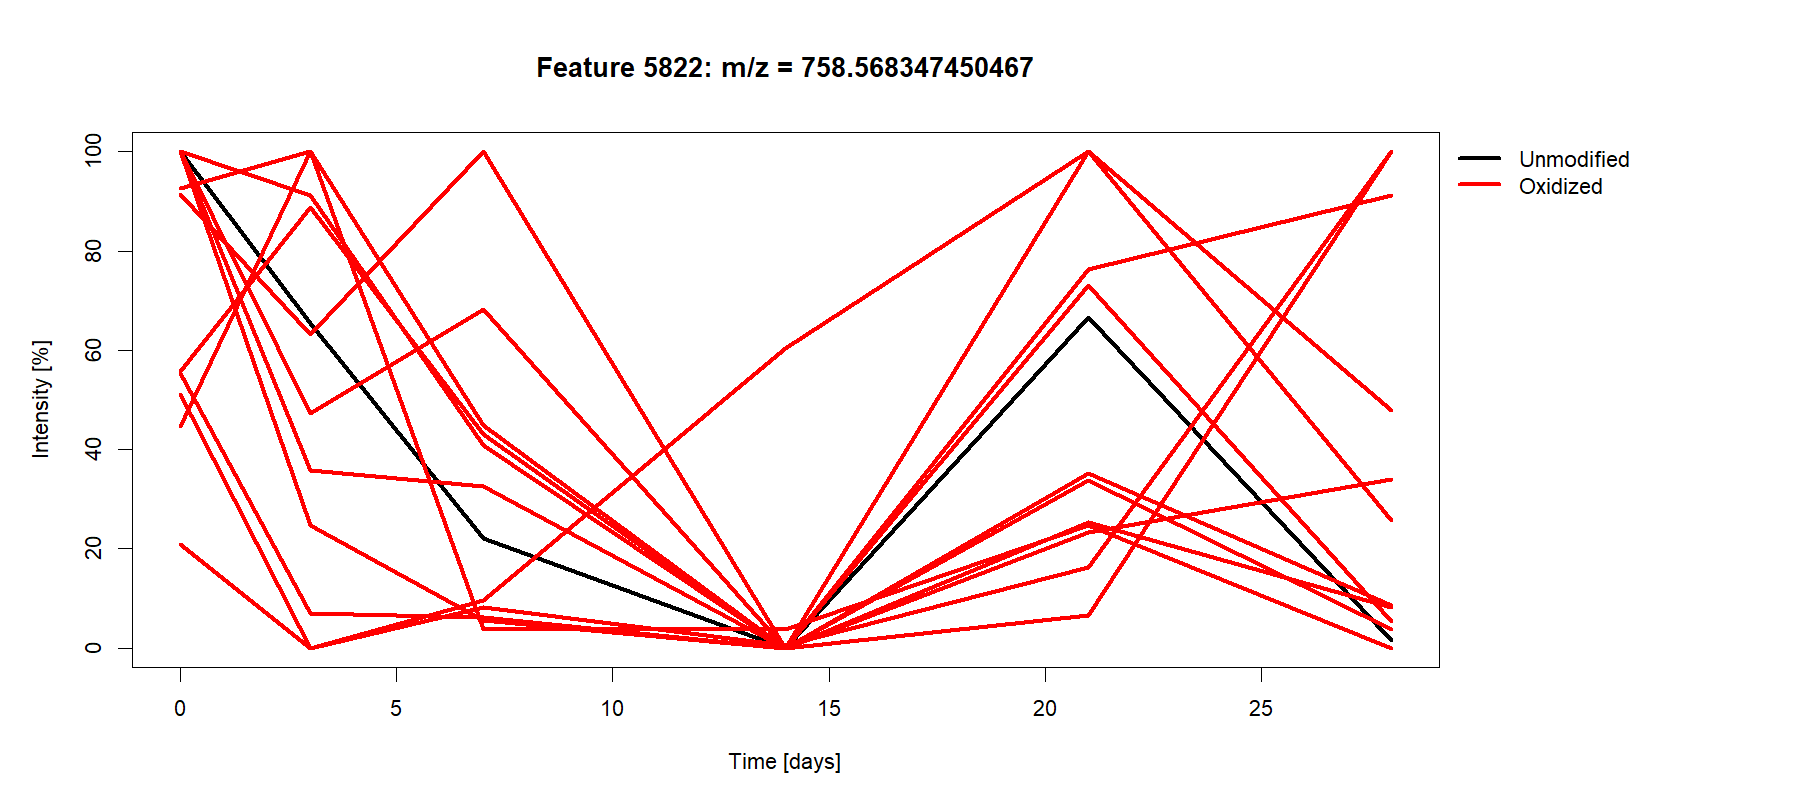 Feature 5822: m/z = 758.568347450467
Unmodified
Oxidized
Intensity [%]
100
80
60
40
20
0
0 5 10 15 20 25
Time [days]